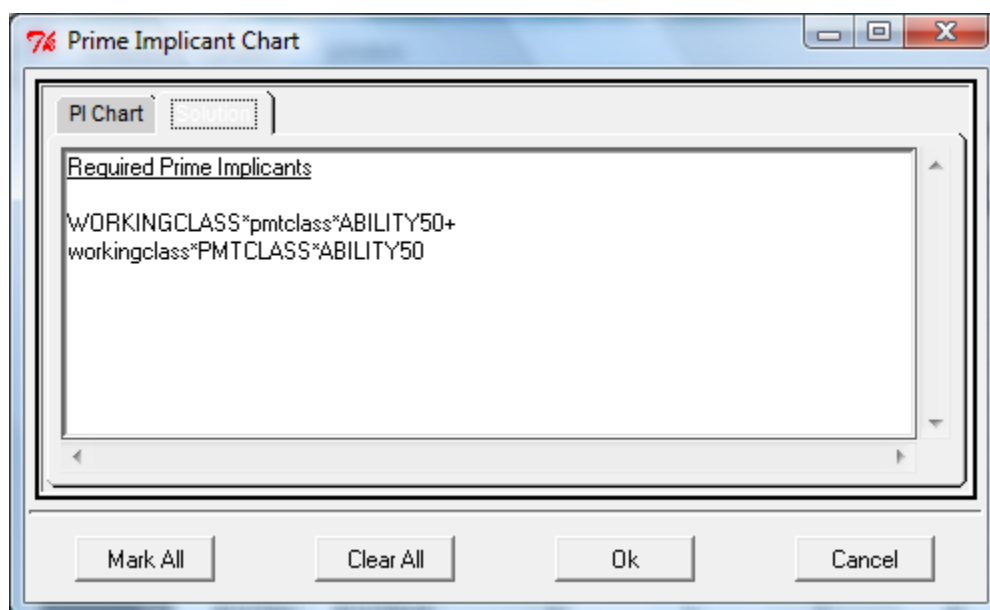 Prime Implicant Chart
PI Chart
Solution
Required Prime Implicants
WORKINGCLASS*pmtclass*ABILITY50+
workingclass*PMTCLASS*ABILITY50
Mark All
Clear All
Ok
Cancel